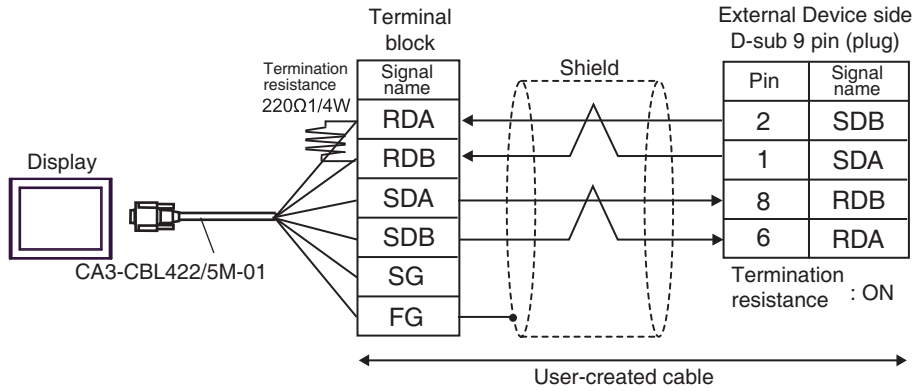 Terminal
block
External Device side
D-sub 9 pin (plug)
Termination
resistance
220Ω1/4W
Signal
name
Shield
Pin
Signal
name
RDA
2
SDB
RDB
1
SDA
Display
SDA
8
RDB
SDB
6
RDA
CA3-CBL422/5M-01
SG
Termination
resistance : ON
FG
User-created cable